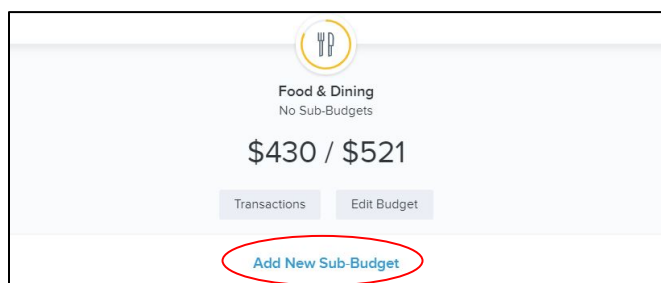 Food & Dining
No Sub-Budgets
$430 / $521
Transactions Edit Budget
Add New Sub-Budget